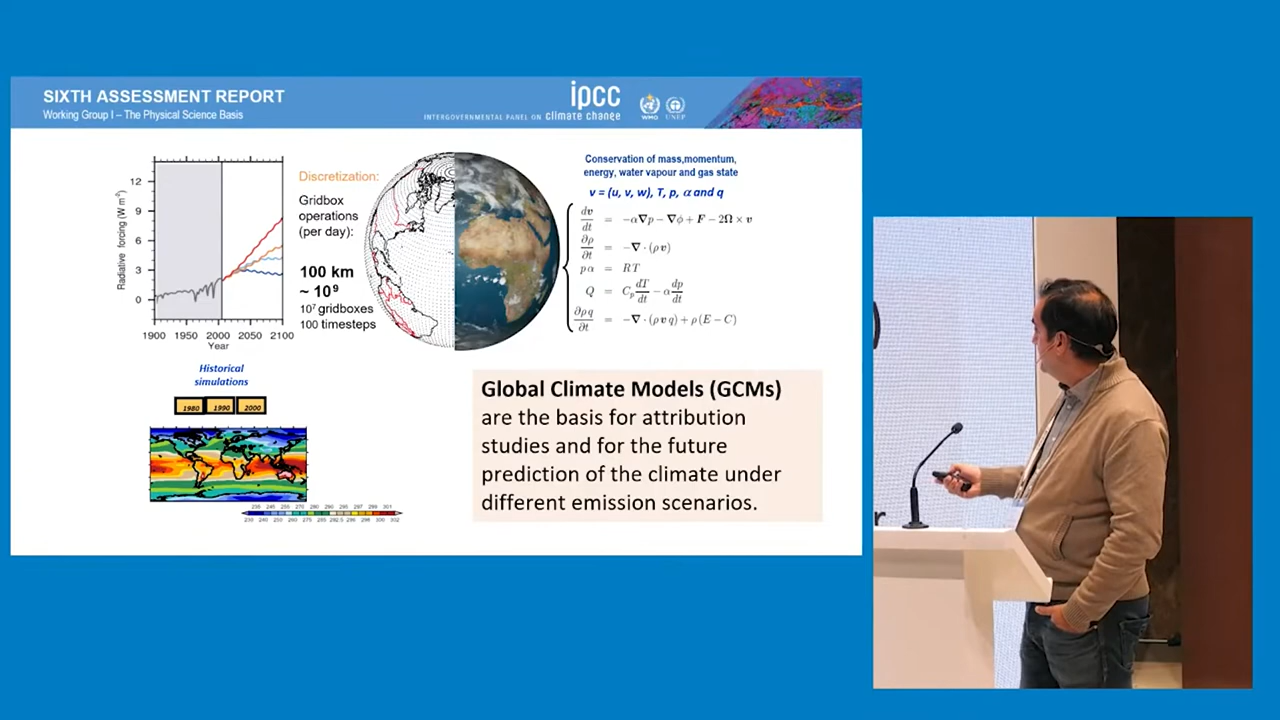 SIXTH ASSESSMENT REPORT
Working Group I – The Physical Science Basis
ipcc
INTERGOVERNMENTAL PANEL ON climate change
WMO
UNEP
Radiative forcing (W m⁻²)
12
9
6
3
0
1900 1950 2000 2050 2100
Year
Discretization:
Gridbox
operations
(per day):
100 km
~ 10⁹
10⁷ gridboxes
100 timesteps
Conservation of mass,momentum,
energy, water vapour and gas state
v = (u, v, w), T, p, α and q
dv/dt = -α∇p − ∇ϕ + F − 2Ω × v
∂ρ/∂t = -∇ · (ρv)
pα = RT
Q = Cp dT/dt − α dp/dt
∂ρq/∂t = -∇ · (ρvq) + ρ(E − C)
Historical
simulations
1980 1990 2000
Global Climate Models (GCMs)
are the basis for attribution
studies and for the future
prediction of the climate under
different emission scenarios.